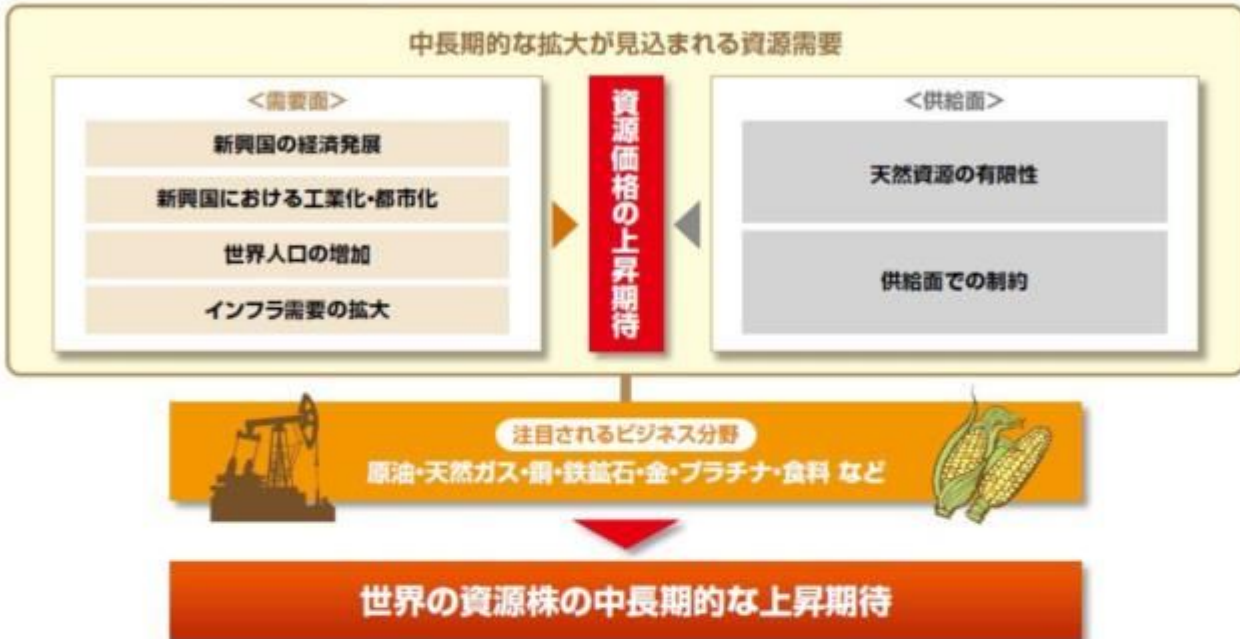 中長期的な拡大が見込まれる資源需要
＜需要面＞
新興国の経済発展
新興国における工業化・都市化
世界人口の増加
インフラ需要の拡大
資源価格の上昇期待
＜供給面＞
天然資源の有限性
供給面での制約
注目されるビジネス分野
原油・天然ガス・銅・鉄鉱石・金・プラチナ・食料 など
世界の資源株の中長期的な上昇期待